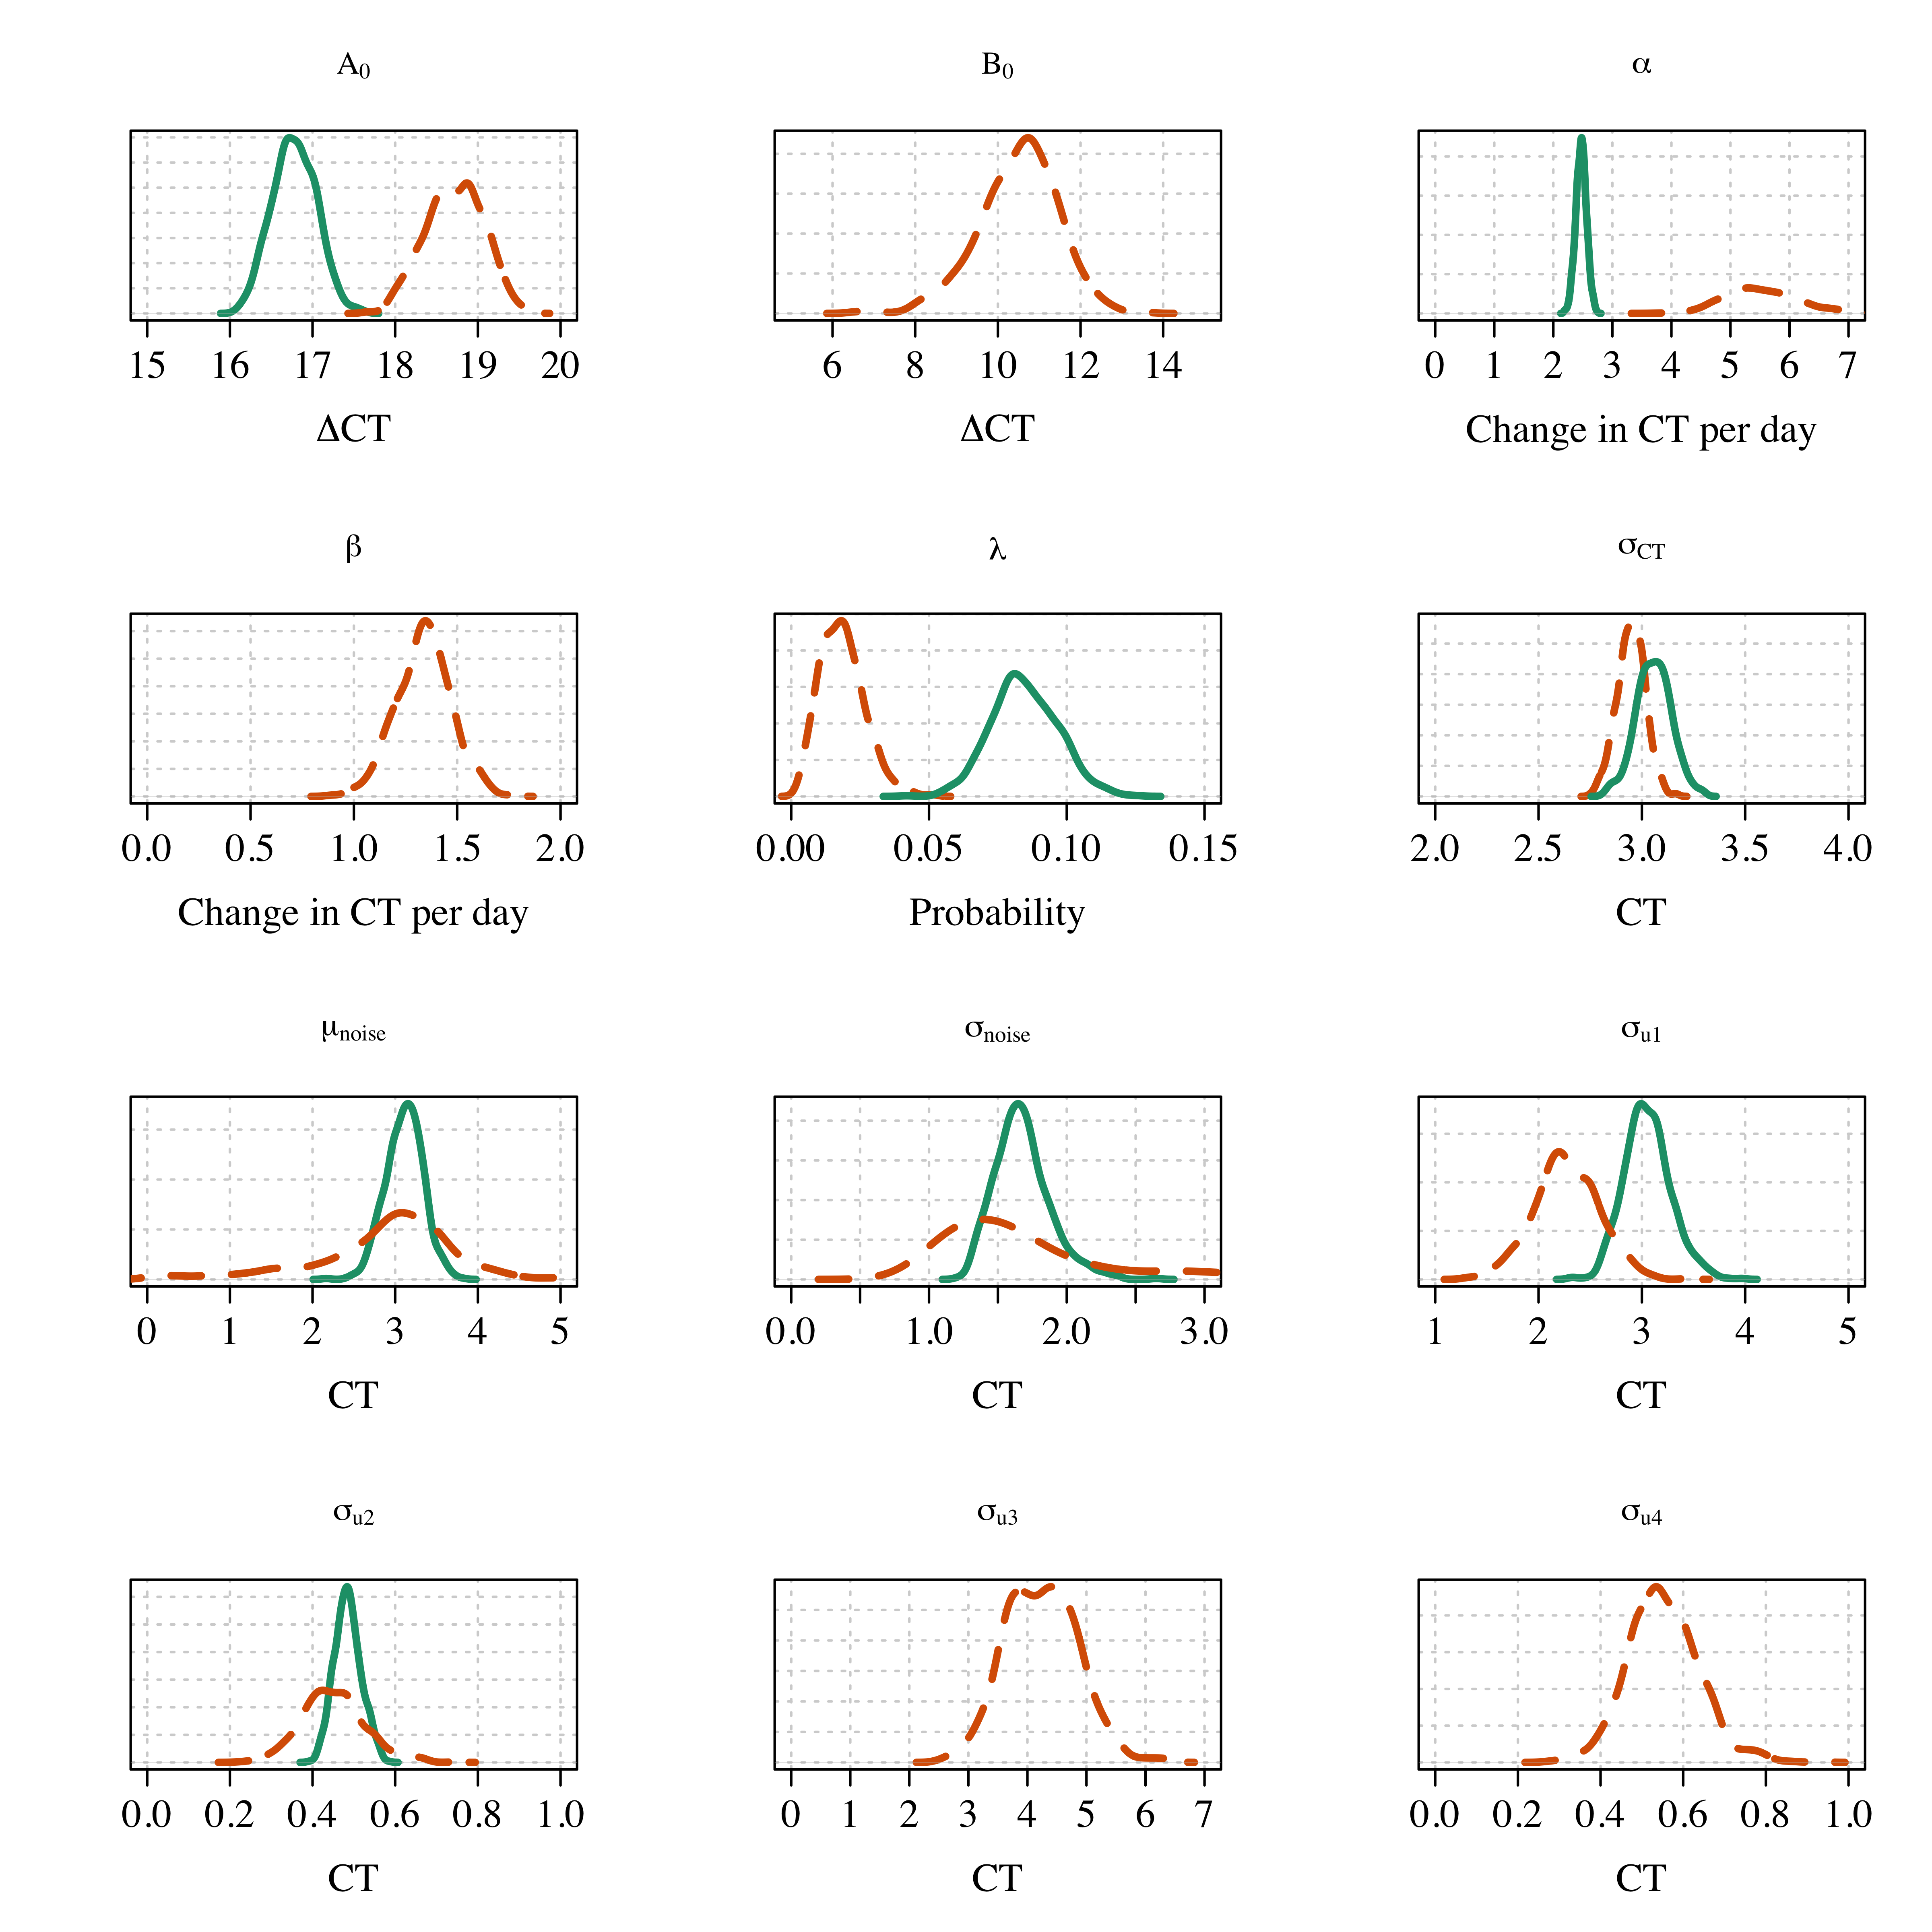 A0 B0 α
15 16 17 18 19 20 6 8 10 12 14 0 1 2 3 4 5 6 7
ΔCT ΔCT Change in CT per day
β λ σCT
0.0 0.5 1.0 1.5 2.0 0.00 0.05 0.10 0.15 2.0 2.5 3.0 3.5 4.0
Change in CT per day Probability CT
μnoise σnoise σu1
0 1 2 3 4 5 0.0 1.0 2.0 3.0 1 2 3 4 5
CT CT CT
σu2 σu3 σu4
0.0 0.2 0.4 0.6 0.8 1.0 0 1 2 3 4 5 6 7 0.0 0.2 0.4 0.6 0.8 1.0
CT CT CT